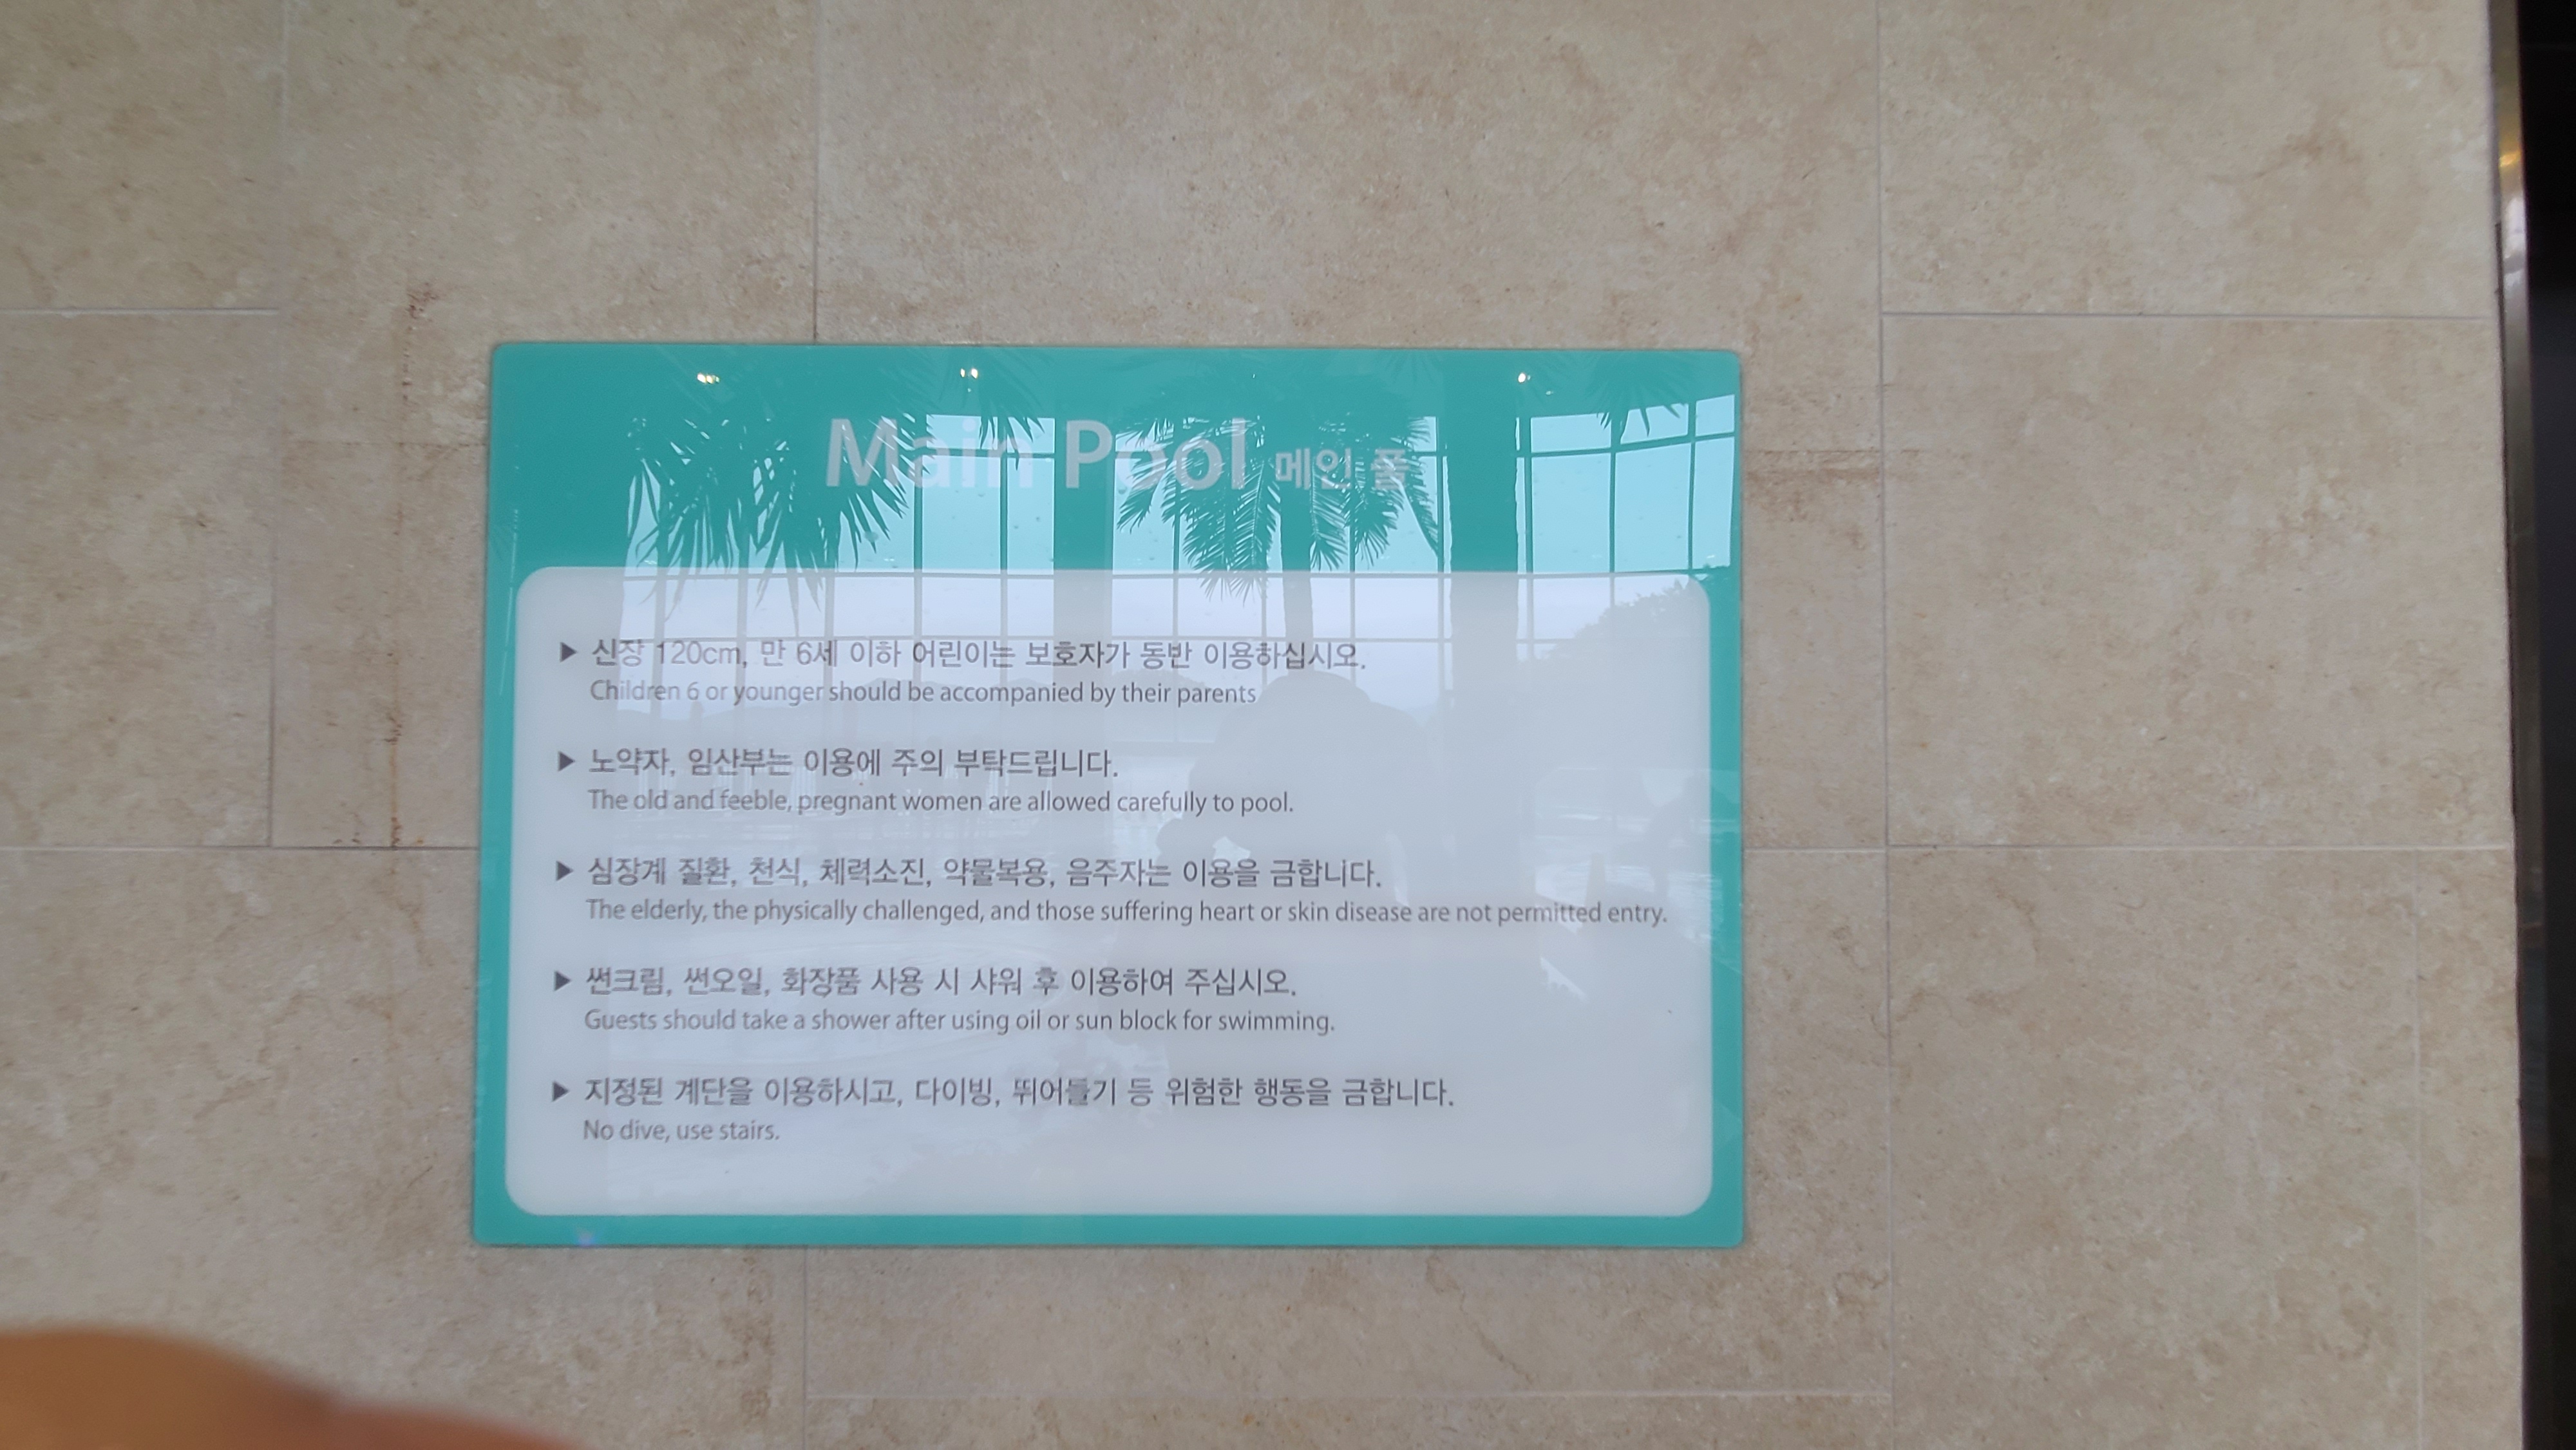 Main Pool 메인 풀
▶ 신장 120cm, 만 6세 이하 어린이는 보호자가 동반 이용하십시오.
Children 6 or younger should be accompanied by their parents
▶ 노약자, 임산부는 이용에 주의 부탁드립니다.
The old and feeble, pregnant women are allowed carefully to pool.
▶ 심장계 질환, 천식, 체력소진, 약물복용, 음주자는 이용을 금합니다.
The elderly, the physically challenged, and those suffering heart or skin disease are not permitted entry.
▶ 썬크림, 썬오일, 화장품 사용 시 샤워 후 이용하여 주십시오.
Guests should take a shower after using oil or sun block for swimming.
▶ 지정된 계단을 이용하시고, 다이빙, 뛰어들기 등 위험한 행동을 금합니다.
No dive, use stairs.